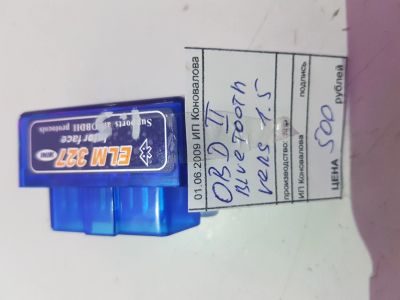 Supports all OBDII protocols
Interface
ELM 327
MINI
01.06.2009 ИП Коновалова
OBD II
Bluetooth
vers 1.5
производство:
ИП Коновалова подпись
ЦЕНА 500 рублей